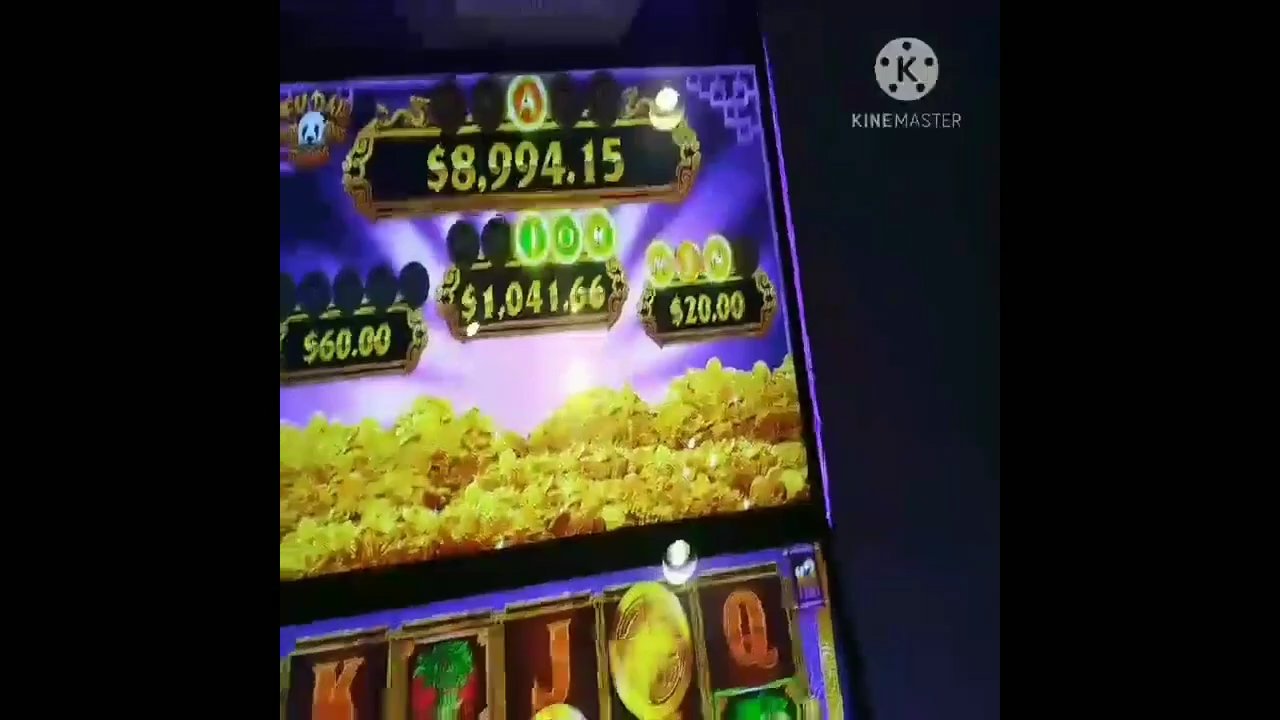 K
KINEMASTER
A
$8,994.15
J O R
$1,041.66
M I N
$20.00
$60.00
K
J
Q